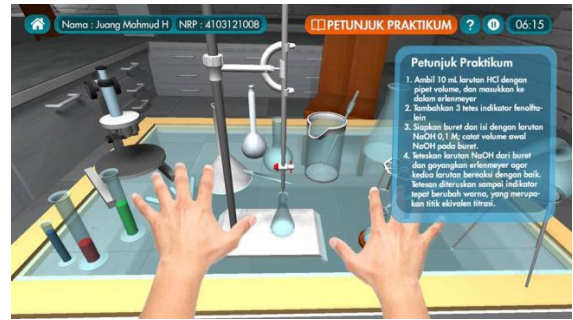 Nama : Juang Mahmud H NRP : 4103121008
PETUNJUK PRAKTIKUM ? 06:15
Petunjuk Praktikum
1. Ambil 10 mL larutan HCl dengan
pipet volume, dan masukkan ke
dalam erlenmeyer
2. Tambahkan 3 tetes indikator fenolfta-
lein
3. Siapkan buret dan isi dengan larutan
NaOH 0,1 M; catat volume awal
NaOH pada buret.
4. Teteskan larutan NaOH dari buret
dan goyangkan erlenmeyer agar
kedua larutan bereaksi dengan baik.
Tetesan diteruskan sampai indikator
tepat berubah warna, yang merupa-
kan titik ekivalen titrasi.